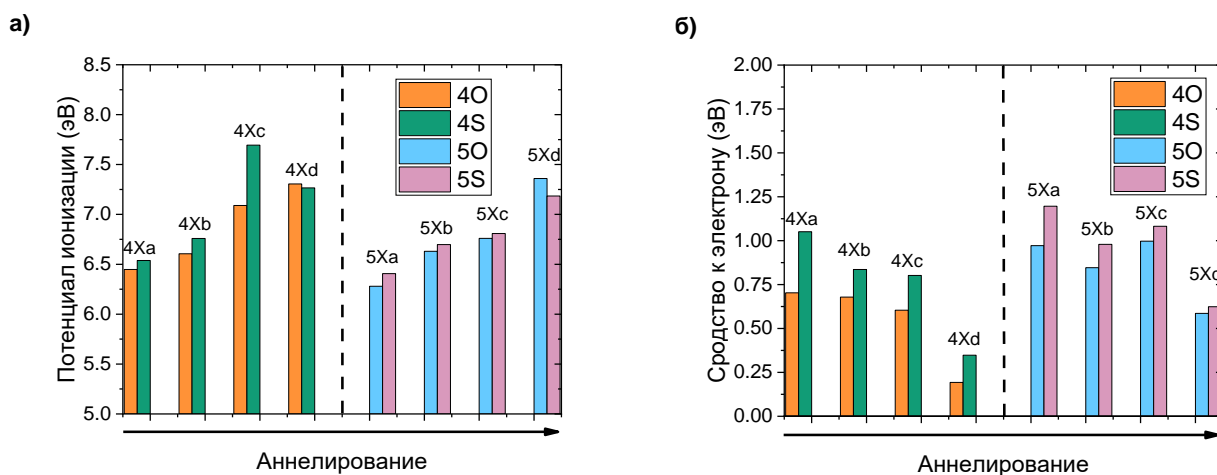 а)
Потенциал ионизации (эВ)
8.5
8.0
7.5
7.0
6.5
6.0
5.5
5.0
4Xa
4Xb
4Xc
4Xd
5Xa
5Xb
5Xc
5Xd
4O
4S
5O
5S
Аннелирование
б)
Сродство к электрону (эВ)
2.00
1.75
1.50
1.25
1.00
0.75
0.50
0.25
0.00
4Xa
4Xb
4Xc
4Xd
5Xa
5Xb
5Xc
5Xd
4O
4S
5O
5S
Аннелирование